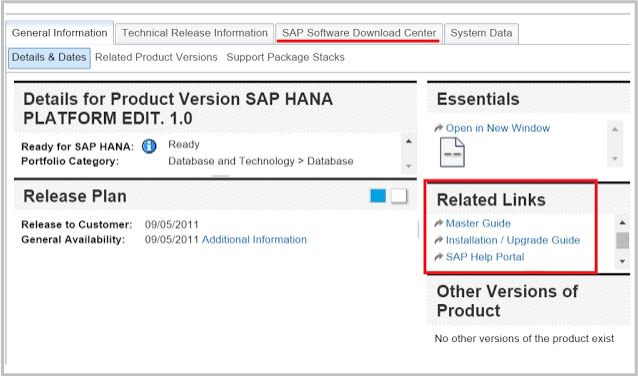 General Information
Technical Release Information
SAP Software Download Center
System Data
Details & Dates
Related Product Versions
Support Package Stacks
Details for Product Version SAP HANA
PLATFORM EDIT. 1.0
Ready for SAP HANA: Ready
Portfolio Category: Database and Technology > Database
Release Plan
Release to Customer: 09/05/2011
General Availability: 09/05/2011 Additional Information
Essentials
Open in New Window
Related Links
Master Guide
Installation / Upgrade Guide
SAP Help Portal
Other Versions of
Product
No other versions of the product exist